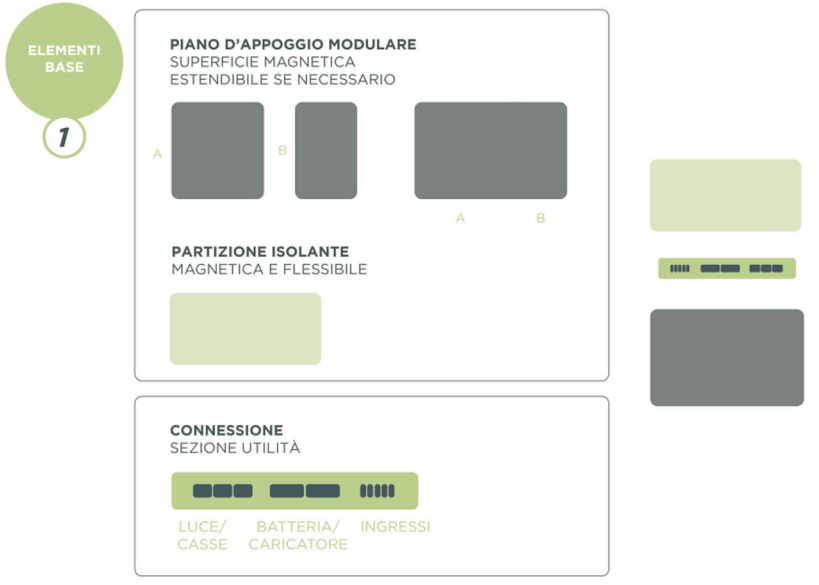 ELEMENTI
BASE
1
PIANO D'APPOGGIO MODULARE
SUPERFICIE MAGNETICA
ESTENDIBILE SE NECESSARIO
A
B
A B
PARTIZIONE ISOLANTE
MAGNETICA E FLESSIBILE
CONNESSIONE
SEZIONE UTILITÀ
LUCE/ BATTERIA/ INGRESSI
CASSE CARICATORE